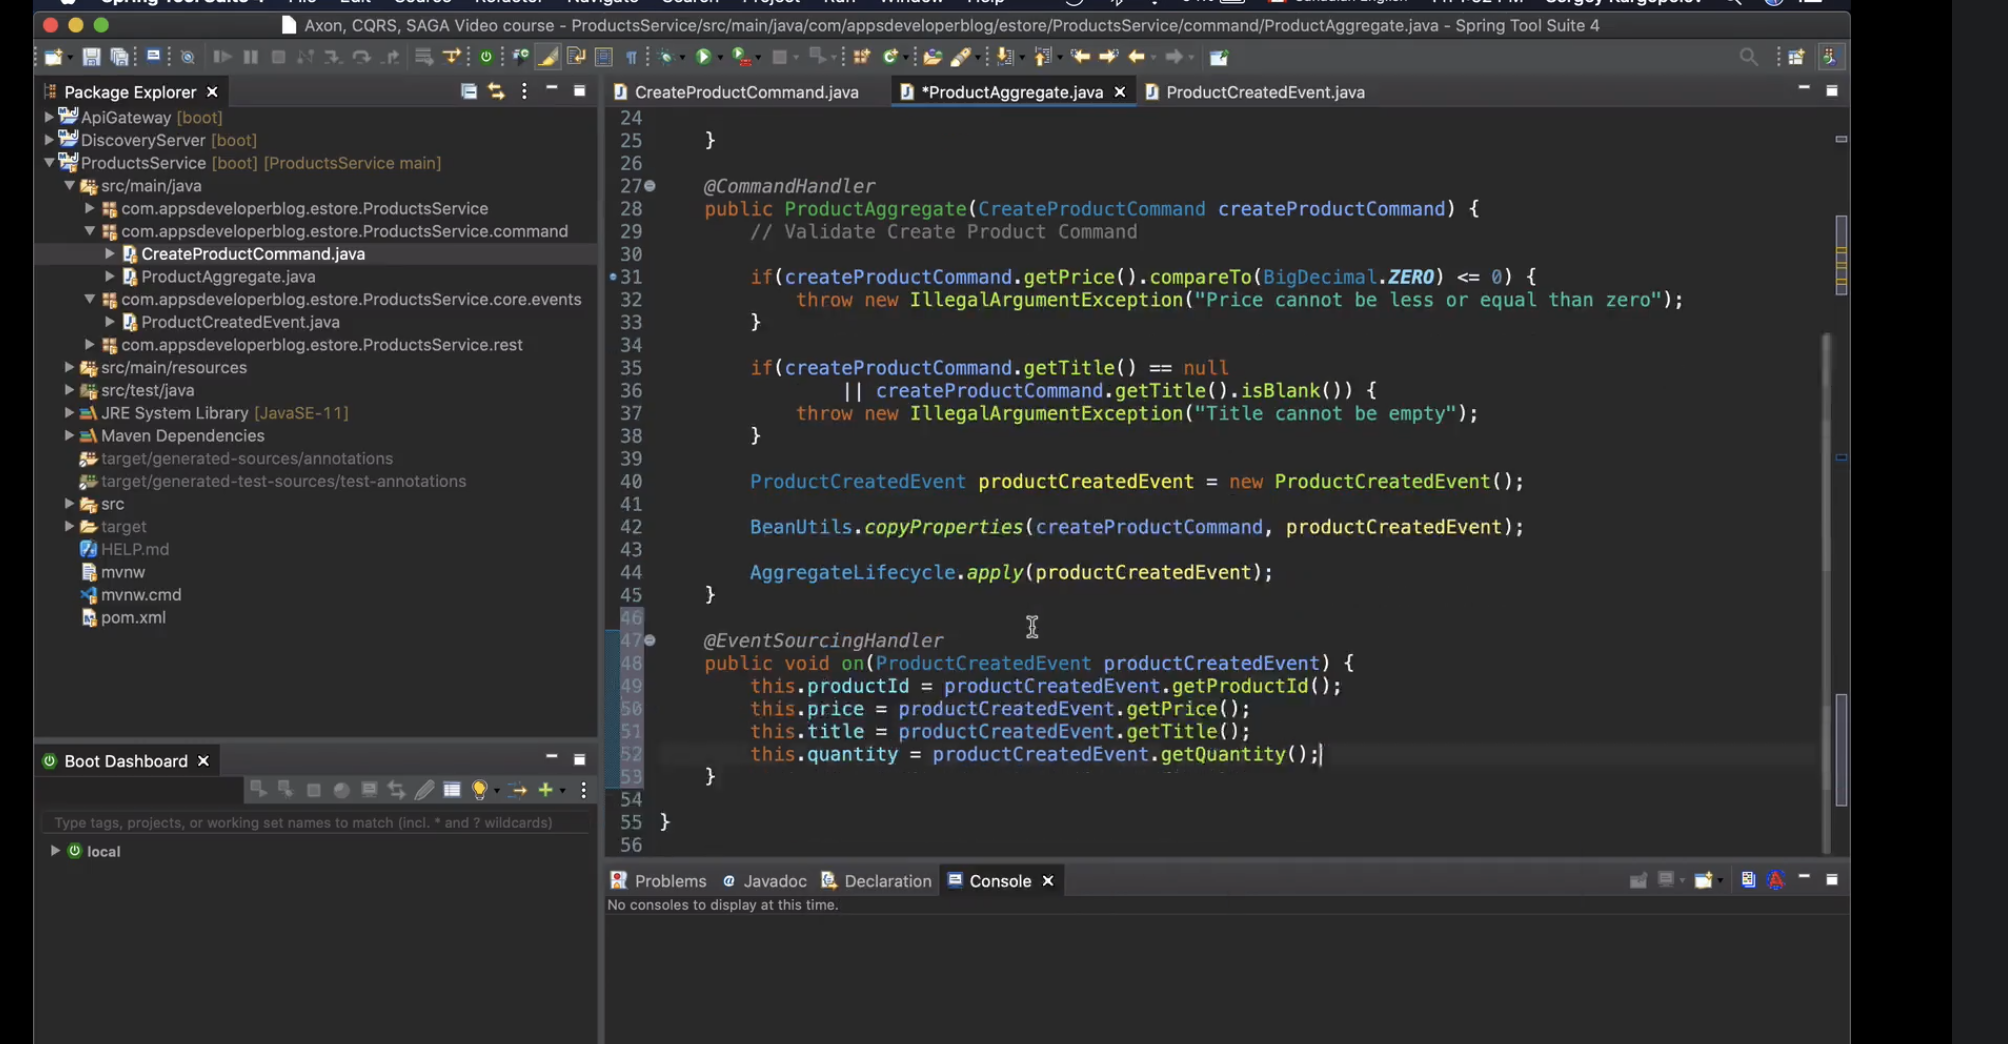 Axon, CQRS, SAGA Video course - ProductsService/src/main/java/com/appsdeveloperblog/estore/ProductsService/command/ProductAggregate.java - Spring Tool Suite 4
Package Explorer
CreateProductCommand.java
*ProductAggregate.java
ProductCreatedEvent.java
ApiGateway [boot]
DiscoveryServer [boot]
ProductsService [boot] [ProductsService main]
src/main/java
com.appsdeveloperblog.estore.ProductsService
com.appsdeveloperblog.estore.ProductsService.command
CreateProductCommand.java
ProductAggregate.java
com.appsdeveloperblog.estore.ProductsService.core.events
ProductCreatedEvent.java
com.appsdeveloperblog.estore.ProductsService.rest
src/main/resources
src/test/java
JRE System Library [JavaSE-11]
Maven Dependencies
target/generated-sources/annotations
target/generated-test-sources/test-annotations
src
target
HELP.md
mvnw
mvnw.cmd
pom.xml
24
25 }
26
27 @CommandHandler
28 public ProductAggregate(CreateProductCommand createProductCommand) {
29 // Validate Create Product Command
30
31 if(createProductCommand.getPrice().compareTo(BigDecimal.ZERO) <= 0) {
32 throw new IllegalArgumentException("Price cannot be less or equal than zero");
33 }
34
35 if(createProductCommand.getTitle() == null
36 || createProductCommand.getTitle().isBlank()) {
37 throw new IllegalArgumentException("Title cannot be empty");
38 }
39
40 ProductCreatedEvent productCreatedEvent = new ProductCreatedEvent();
41
42 BeanUtils.copyProperties(createProductCommand, productCreatedEvent);
43
44 AggregateLifecycle.apply(productCreatedEvent);
45 }
46
47 @EventSourcingHandler
48 public void on(ProductCreatedEvent productCreatedEvent) {
49 this.productId = productCreatedEvent.getProductId();
50 this.price = productCreatedEvent.getPrice();
51 this.title = productCreatedEvent.getTitle();
52 this.quantity = productCreatedEvent.getQuantity();
53 }
54
55 }
56
Boot Dashboard
Type tags, projects, or working set names to match (incl. * and ? wildcards)
local
Problems
Javadoc
Declaration
Console
No consoles to display at this time.